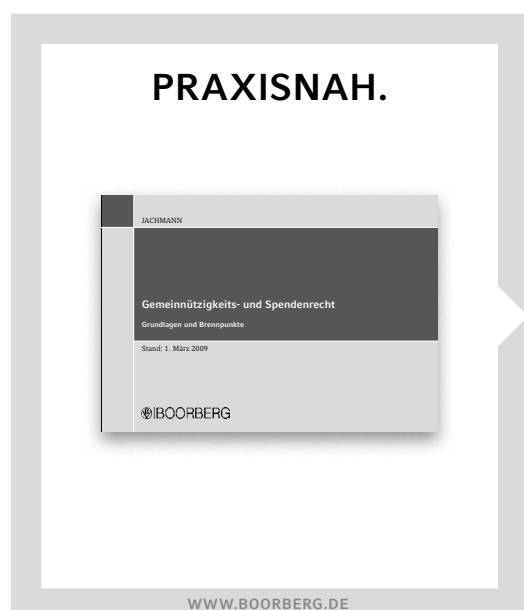 PRAXISNAH.
JACHMANN
Gemeinnützigkeits- und Spendenrecht
Grundlagen und Brennpunkte
Stand: 1. März 2009
BOORBERG
WWW.BOORBERG.DE